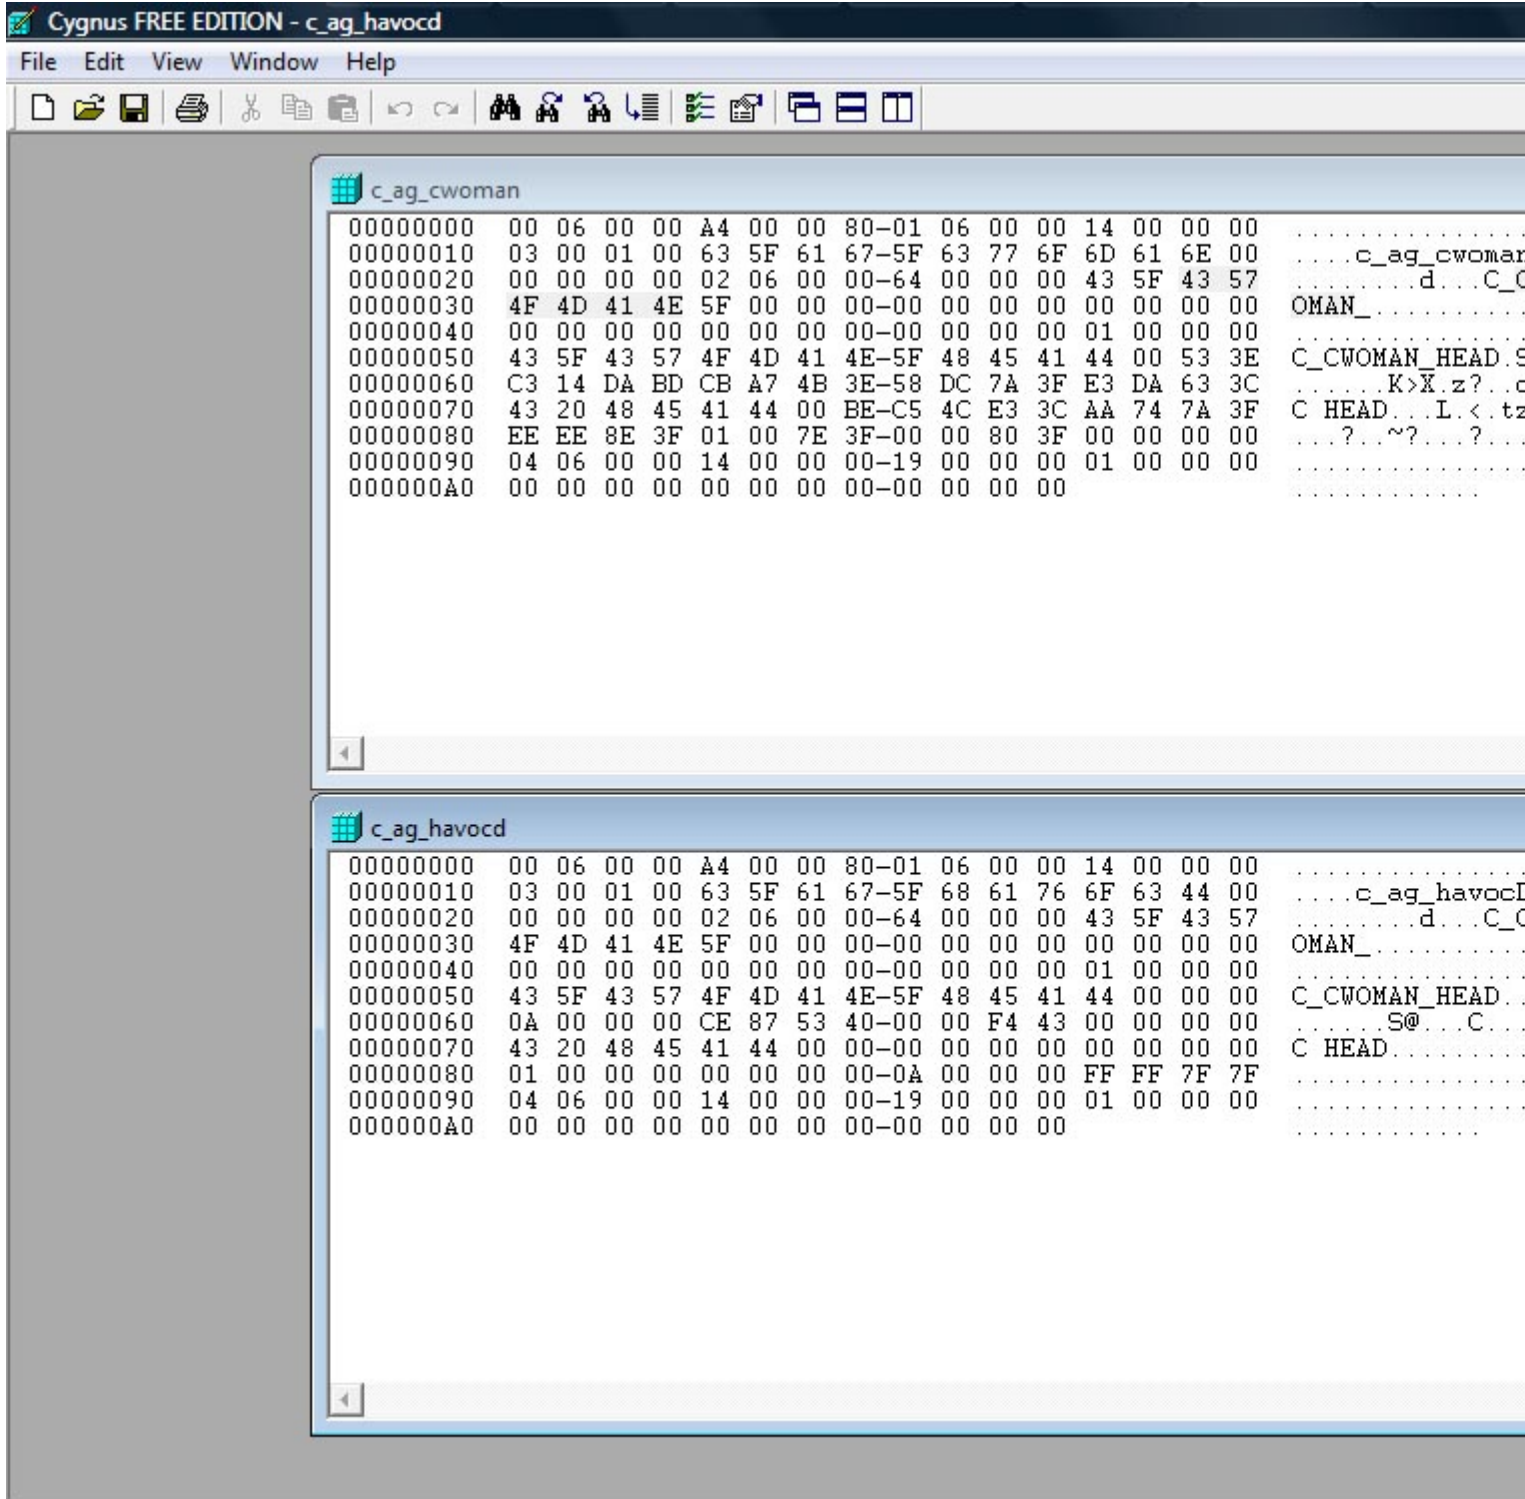 Cygnus FREE EDITION - c_ag_havocd
File Edit View Window Help
c_ag_cwoman
00000000 00 06 00 00 A4 00 00 80-01 06 00 00 14 00 00 00 ................
00000010 03 00 01 00 63 5F 61 67-5F 63 77 6F 6D 61 6E 00 ....c_ag_cwoman
00000020 00 00 00 00 02 06 00 00-64 00 00 00 43 5F 43 57 ........d...C_C
00000030 4F 4D 41 4E 5F 00 00 00-00 00 00 00 00 00 00 00 OMAN_..........
00000040 00 00 00 00 00 00 00 00-00 00 00 00 01 00 00 00 ................
00000050 43 5F 43 57 4F 4D 41 4E-5F 48 45 41 44 00 53 3E C_CWOMAN_HEAD.S
00000060 C3 14 DA BD CB A7 4B 3E-58 DC 7A 3F E3 DA 63 3C ......K>X.z?..c
00000070 43 20 48 45 41 44 00 BE-C5 4C E3 3C AA 74 7A 3F C HEAD...L.<.tz
00000080 EE EE 8E 3F 01 00 7E 3F-00 00 80 3F 00 00 00 00 ...?..~?...?...
00000090 04 06 00 00 14 00 00 00-19 00 00 00 01 00 00 00 ................
000000A0 00 00 00 00 00 00 00 00-00 00 00 00 ............
c_ag_havocd
00000000 00 06 00 00 A4 00 00 80-01 06 00 00 14 00 00 00 ................
00000010 03 00 01 00 63 5F 61 67-5F 68 61 76 6F 63 44 00 ....c_ag_havocD
00000020 00 00 00 00 02 06 00 00-64 00 00 00 43 5F 43 57 ........d...C_C
00000030 4F 4D 41 4E 5F 00 00 00-00 00 00 00 00 00 00 00 OMAN_..........
00000040 00 00 00 00 00 00 00 00-00 00 00 00 01 00 00 00 ................
00000050 43 5F 43 57 4F 4D 41 4E-5F 48 45 41 44 00 00 00 C_CWOMAN_HEAD..
00000060 0A 00 00 00 CE 87 53 40-00 00 F4 43 00 00 00 00 ......S@...C...
00000070 43 20 48 45 41 44 00 00-00 00 00 00 00 00 00 00 C HEAD.........
00000080 01 00 00 00 00 00 00 00-0A 00 00 00 FF FF 7F 7F ................
00000090 04 06 00 00 14 00 00 00-19 00 00 00 01 00 00 00 ................
000000A0 00 00 00 00 00 00 00 00-00 00 00 00 ............